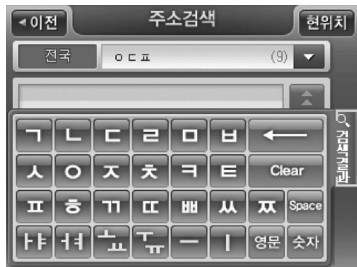 ◂이전 주소검색 현위치
전국 ㅇㄷㅍ (9) ▼
검색결과
ㄱ ㄴ ㄷ ㄹ ㅁ ㅂ ←
ㅅ ㅇ ㅈ ㅊ ㅋ ㅌ Clear
ㅍ ㅎ ㄲ ㄸ ㅃ ㅆ ㅉ Space
ㅏㅑ ㅓㅕ ㅗㅛ ㅜㅠ ㅡ ㅣ 영문 숫자